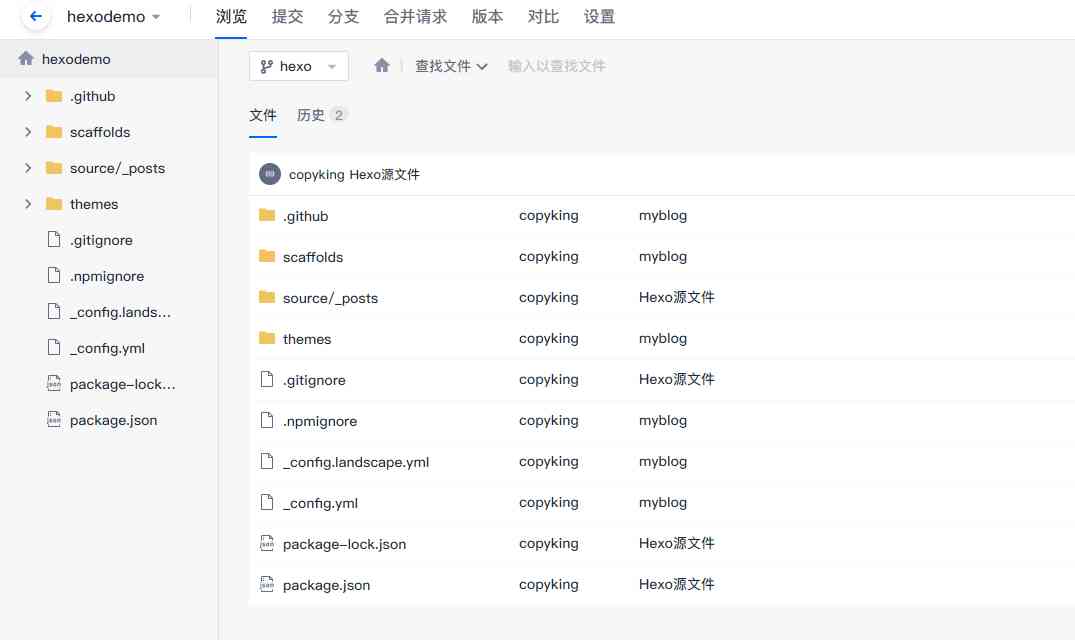 hexodemo 浏览 提交 分支 合并请求 版本 对比 设置
hexodemo
.github
scaffolds
source/_posts
themes
.gitignore
.npmignore
_config.lands...
_config.yml
package-lock...
package.json
hexo 查找文件 输入以查找文件
文件 历史 2
copyking Hexo源文件
.github copyking myblog
scaffolds copyking myblog
source/_posts copyking Hexo源文件
themes copyking myblog
.gitignore copyking Hexo源文件
.npmignore copyking myblog
_config.landscape.yml copyking myblog
_config.yml copyking myblog
package-lock.json copyking Hexo源文件
package.json copyking Hexo源文件